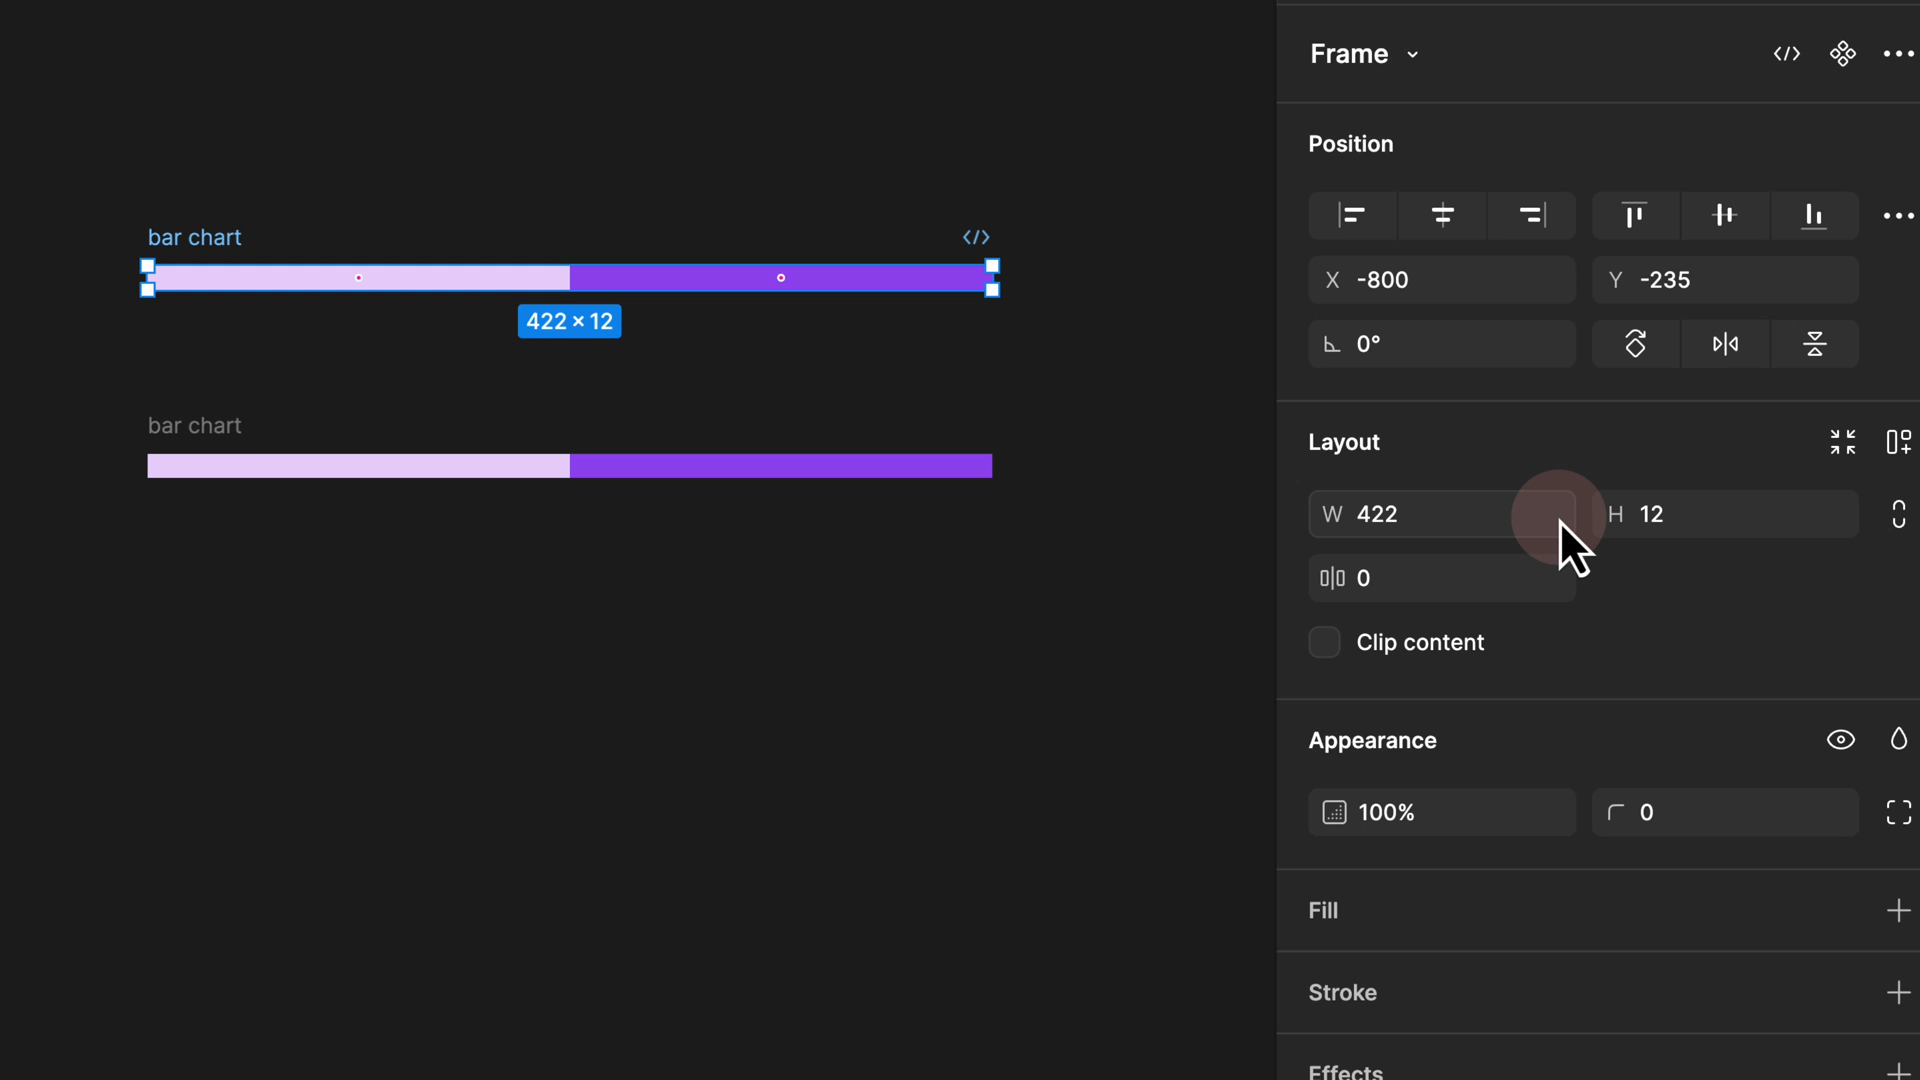 Frame
Position
bar chart
X -800
Y -235
422 × 12
0°
bar chart
Layout
W 422
H 12
0
Clip content
Appearance
100%
0
Fill
Stroke
Effects